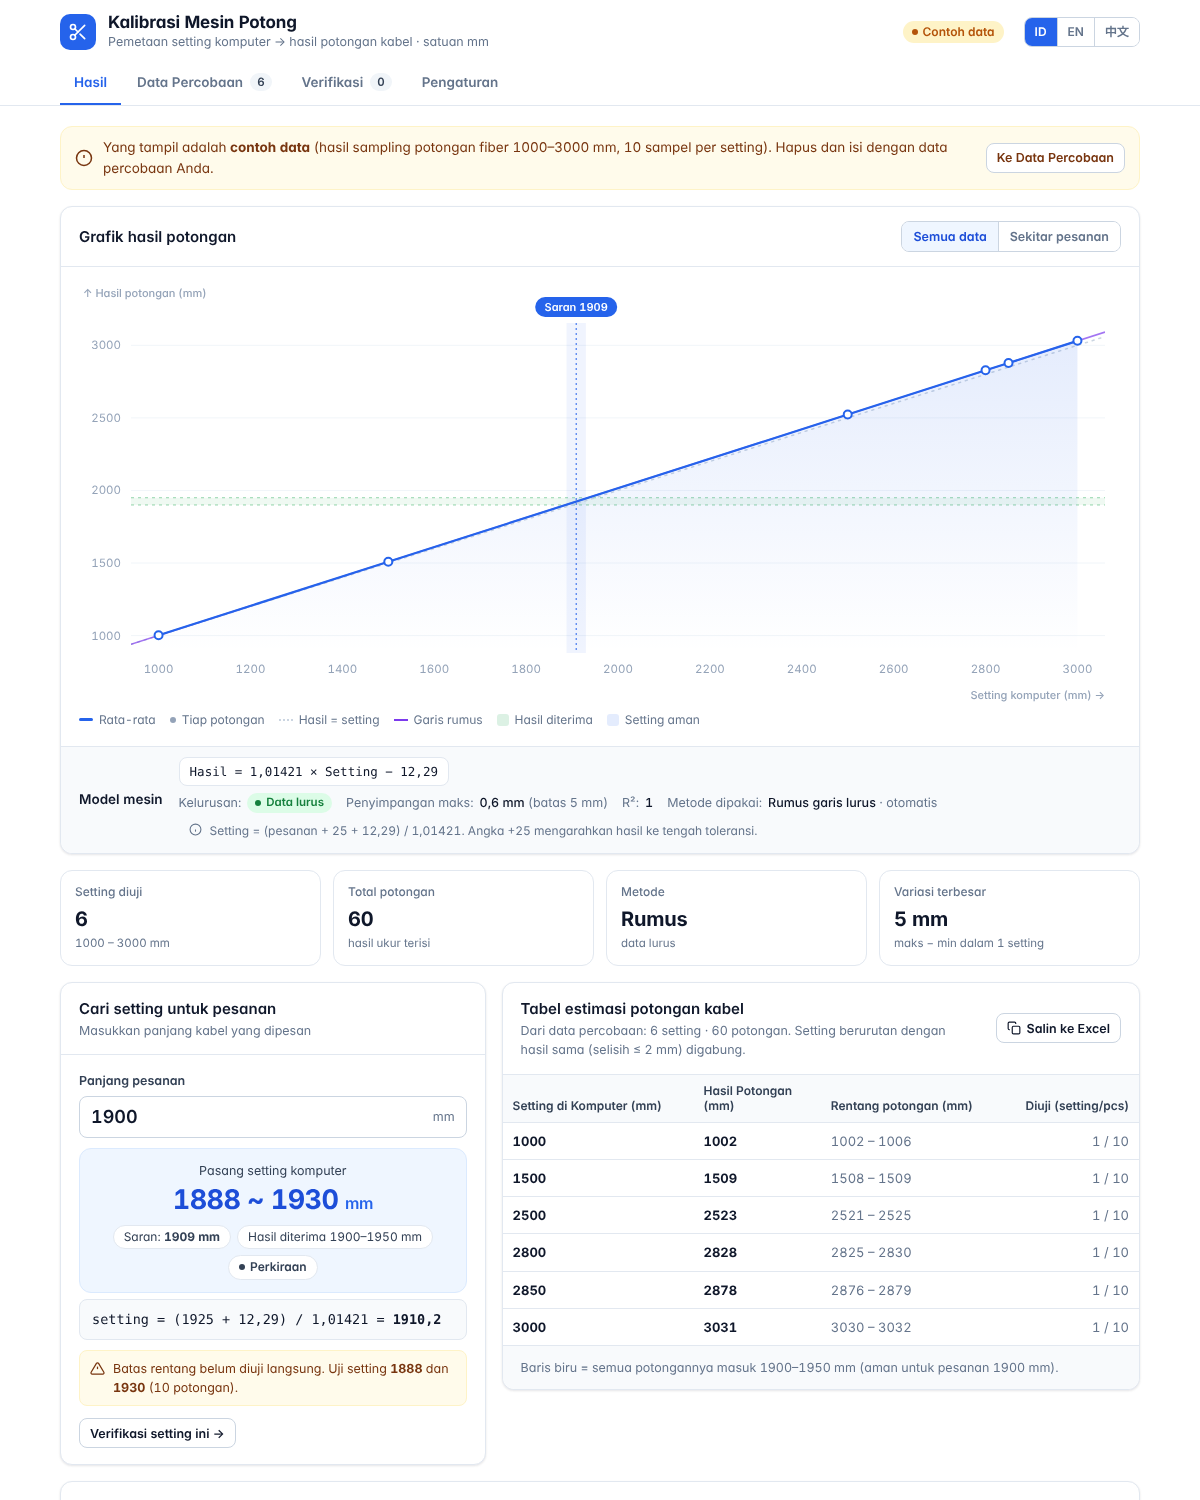 Kalibrasi Mesin Potong
Pemetaan setting komputer → hasil potongan kabel · satuan mm
Contoh data
ID
EN
中文
Hasil
Data Percobaan 6
Verifikasi 0
Pengaturan
Yang tampil adalah contoh data (hasil sampling potongan fiber 1000–3000 mm, 10 sampel per setting). Hapus dan isi dengan data
percobaan Anda.
Ke Data Percobaan
Grafik hasil potongan
Semua data
Sekitar pesanan
↑ Hasil potongan (mm)
Saran 1909
3000
2500
2000
1500
1000
1000 1200 1400 1600 1800 2000 2200 2400 2600 2800 3000
Setting komputer (mm) →
Rata-rata
Tiap potongan
Hasil = setting
Garis rumus
Hasil diterima
Setting aman
Model mesin
Hasil = 1,01421 × Setting − 12,29
Kelurusan: Data lurus Penyimpangan maks: 0,6 mm (batas 5 mm) R²: 1 Metode dipakai: Rumus garis lurus · otomatis
Setting = (pesanan + 25 + 12,29) / 1,01421. Angka +25 mengarahkan hasil ke tengah toleransi.
Setting diuji
6
1000 – 3000 mm
Total potongan
60
hasil ukur terisi
Metode
Rumus
data lurus
Variasi terbesar
5 mm
maks − min dalam 1 setting
Cari setting untuk pesanan
Masukkan panjang kabel yang dipesan
Panjang pesanan
1900 mm
Pasang setting komputer
1888 ~ 1930 mm
Saran: 1909 mm
Hasil diterima 1900–1950 mm
Perkiraan
setting = (1925 + 12,29) / 1,01421 = 1910,2
Batas rentang belum diuji langsung. Uji setting 1888 dan
1930 (10 potongan).
Verifikasi setting ini →
Tabel estimasi potongan kabel
Dari data percobaan: 6 setting · 60 potongan. Setting berurutan dengan
hasil sama (selisih ≤ 2 mm) digabung.
Salin ke Excel
Setting di Komputer (mm) Hasil Potongan (mm) Rentang potongan (mm) Diuji (setting/pcs)
1000 1002 1002 – 1006 1 / 10
1500 1509 1508 – 1509 1 / 10
2500 2523 2521 – 2525 1 / 10
2800 2828 2825 – 2830 1 / 10
2850 2878 2876 – 2879 1 / 10
3000 3031 3030 – 3032 1 / 10
Baris biru = semua potongannya masuk 1900–1950 mm (aman untuk pesanan 1900 mm).